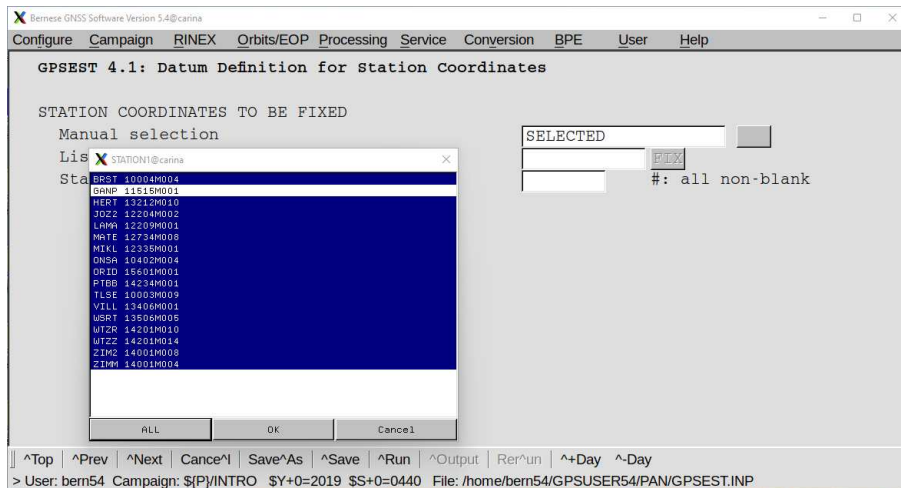 Bernese GNSS Software Version 5.4@carina
Configure Campaign RINEX Orbits/EOP Processing Service Conversion BPE User Help
GPSEST 4.1: Datum Definition for Station Coordinates
STATION COORDINATES TO BE FIXED
Manual selection SELECTED
Lis FIX
Sta #: all non-blank
STATION1@carina
BRST 10004M004
GANP 11515M001
HERT 13212M010
JOZ2 12204M002
LAMA 12209M001
MATE 12734M008
MIKL 12335M001
ONSA 10402M004
ORID 15601M001
PTBB 14234M001
TLSE 10003M009
VILL 13406M001
WSRT 13506M005
WTZR 14201M010
WTZZ 14201M014
ZIM2 14001M008
ZIMM 14001M004
ALL OK Cancel
^Top ^Prev ^Next Cance^l Save^As ^Save ^Run ^Output Rer^un ^+Day ^-Day
> User: bern54 Campaign: ${P}/INTRO $Y+0=2019 $S+0=0440 File: /home/bern54/GPSUSER54/PAN/GPSEST.INP